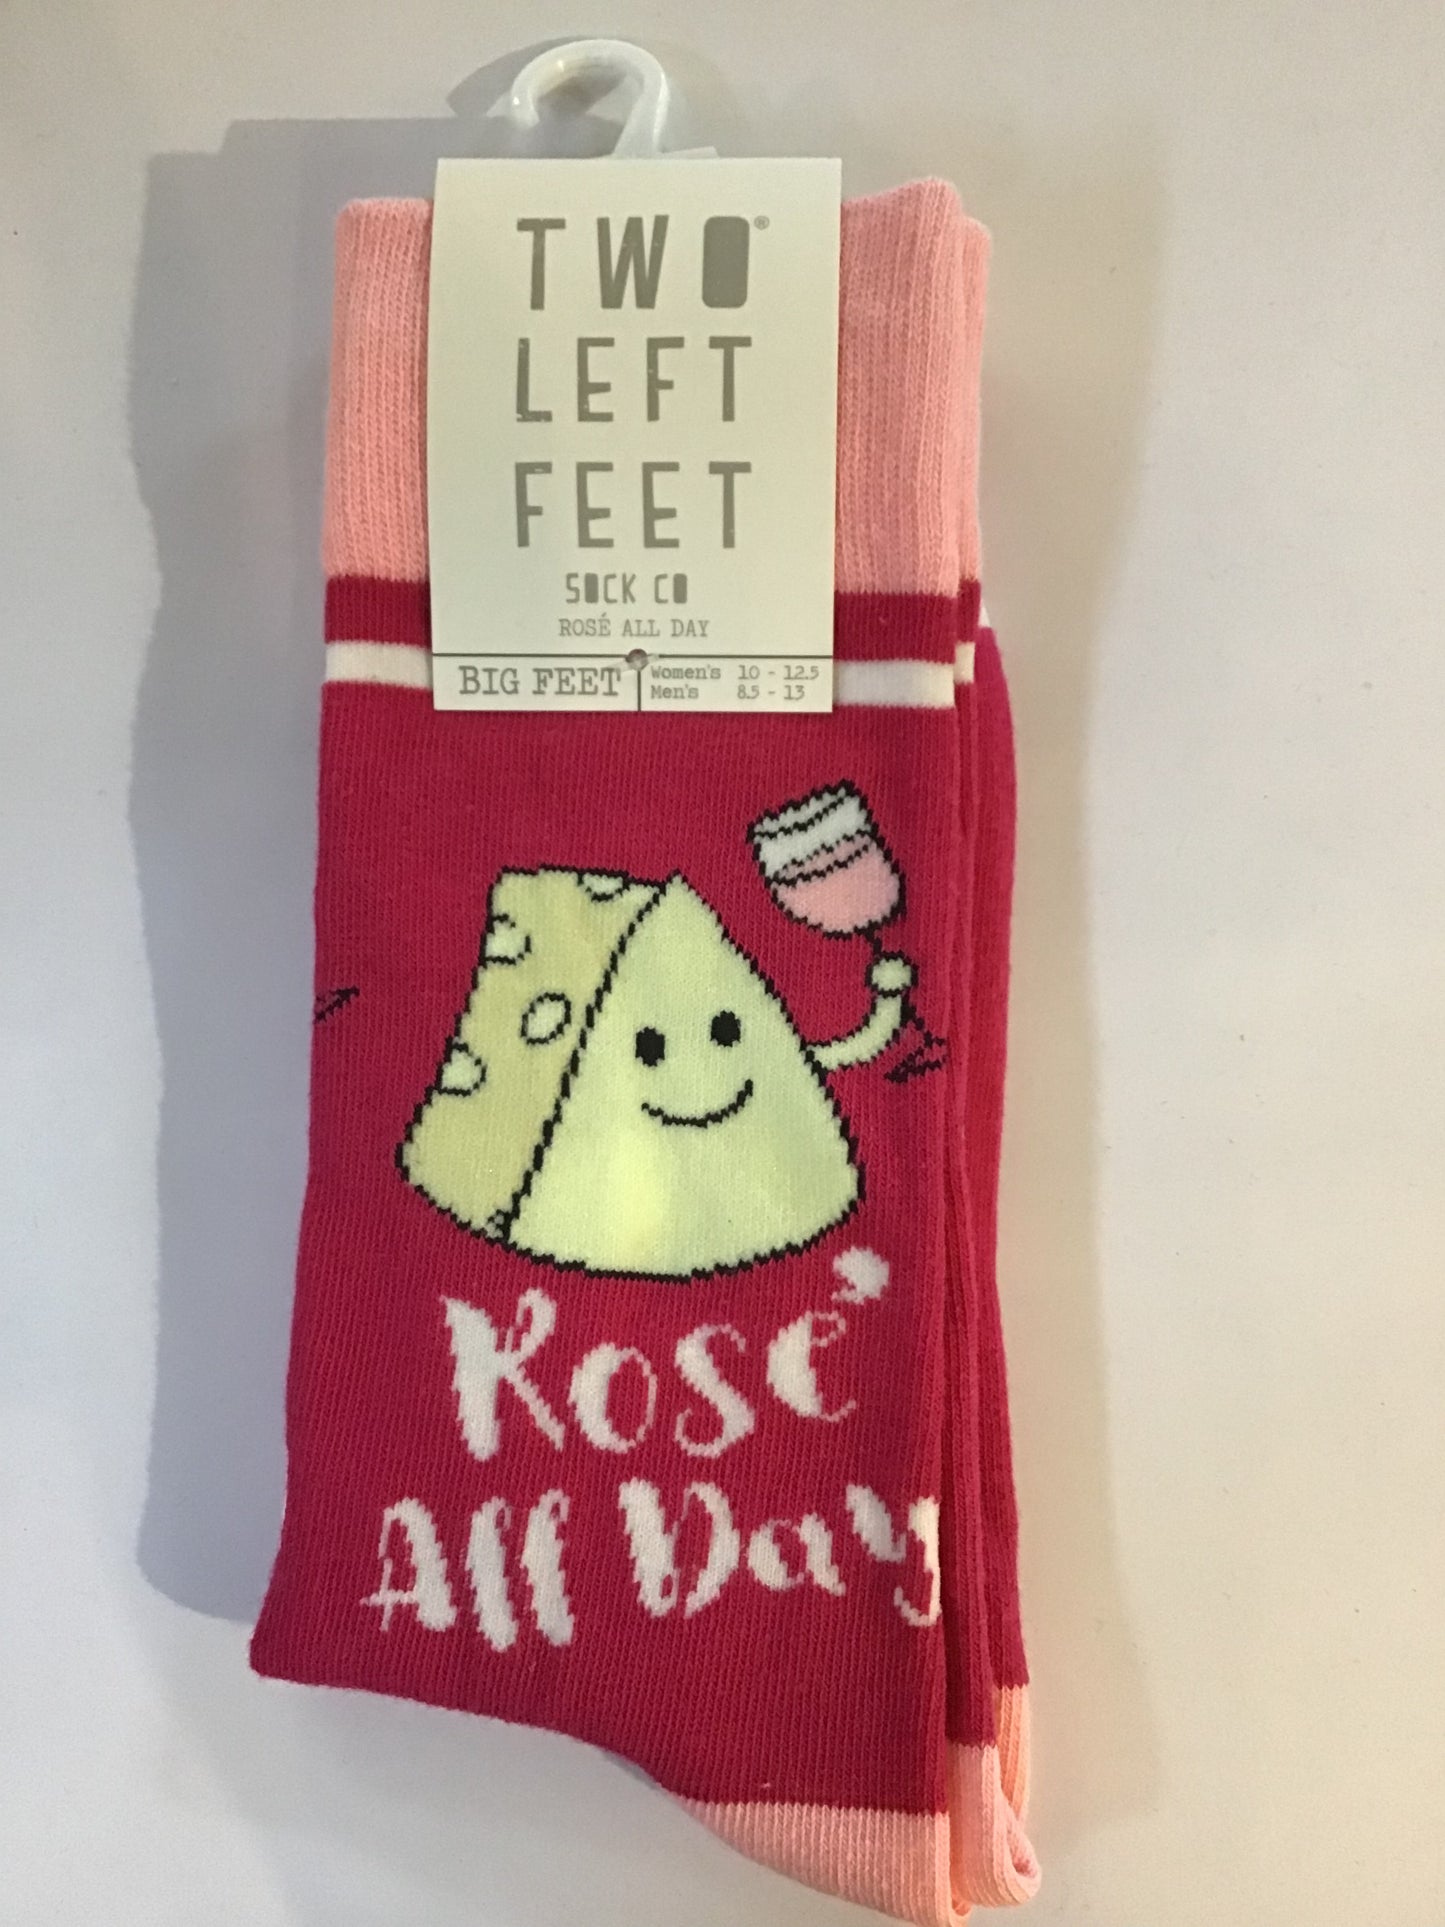 TWO®
LEFT
FEET
SOCK CO
ROSÉ ALL DAY
BIG FEET
Women's 10 - 12.5
Men's 8.5 - 13
Rosé
All Day